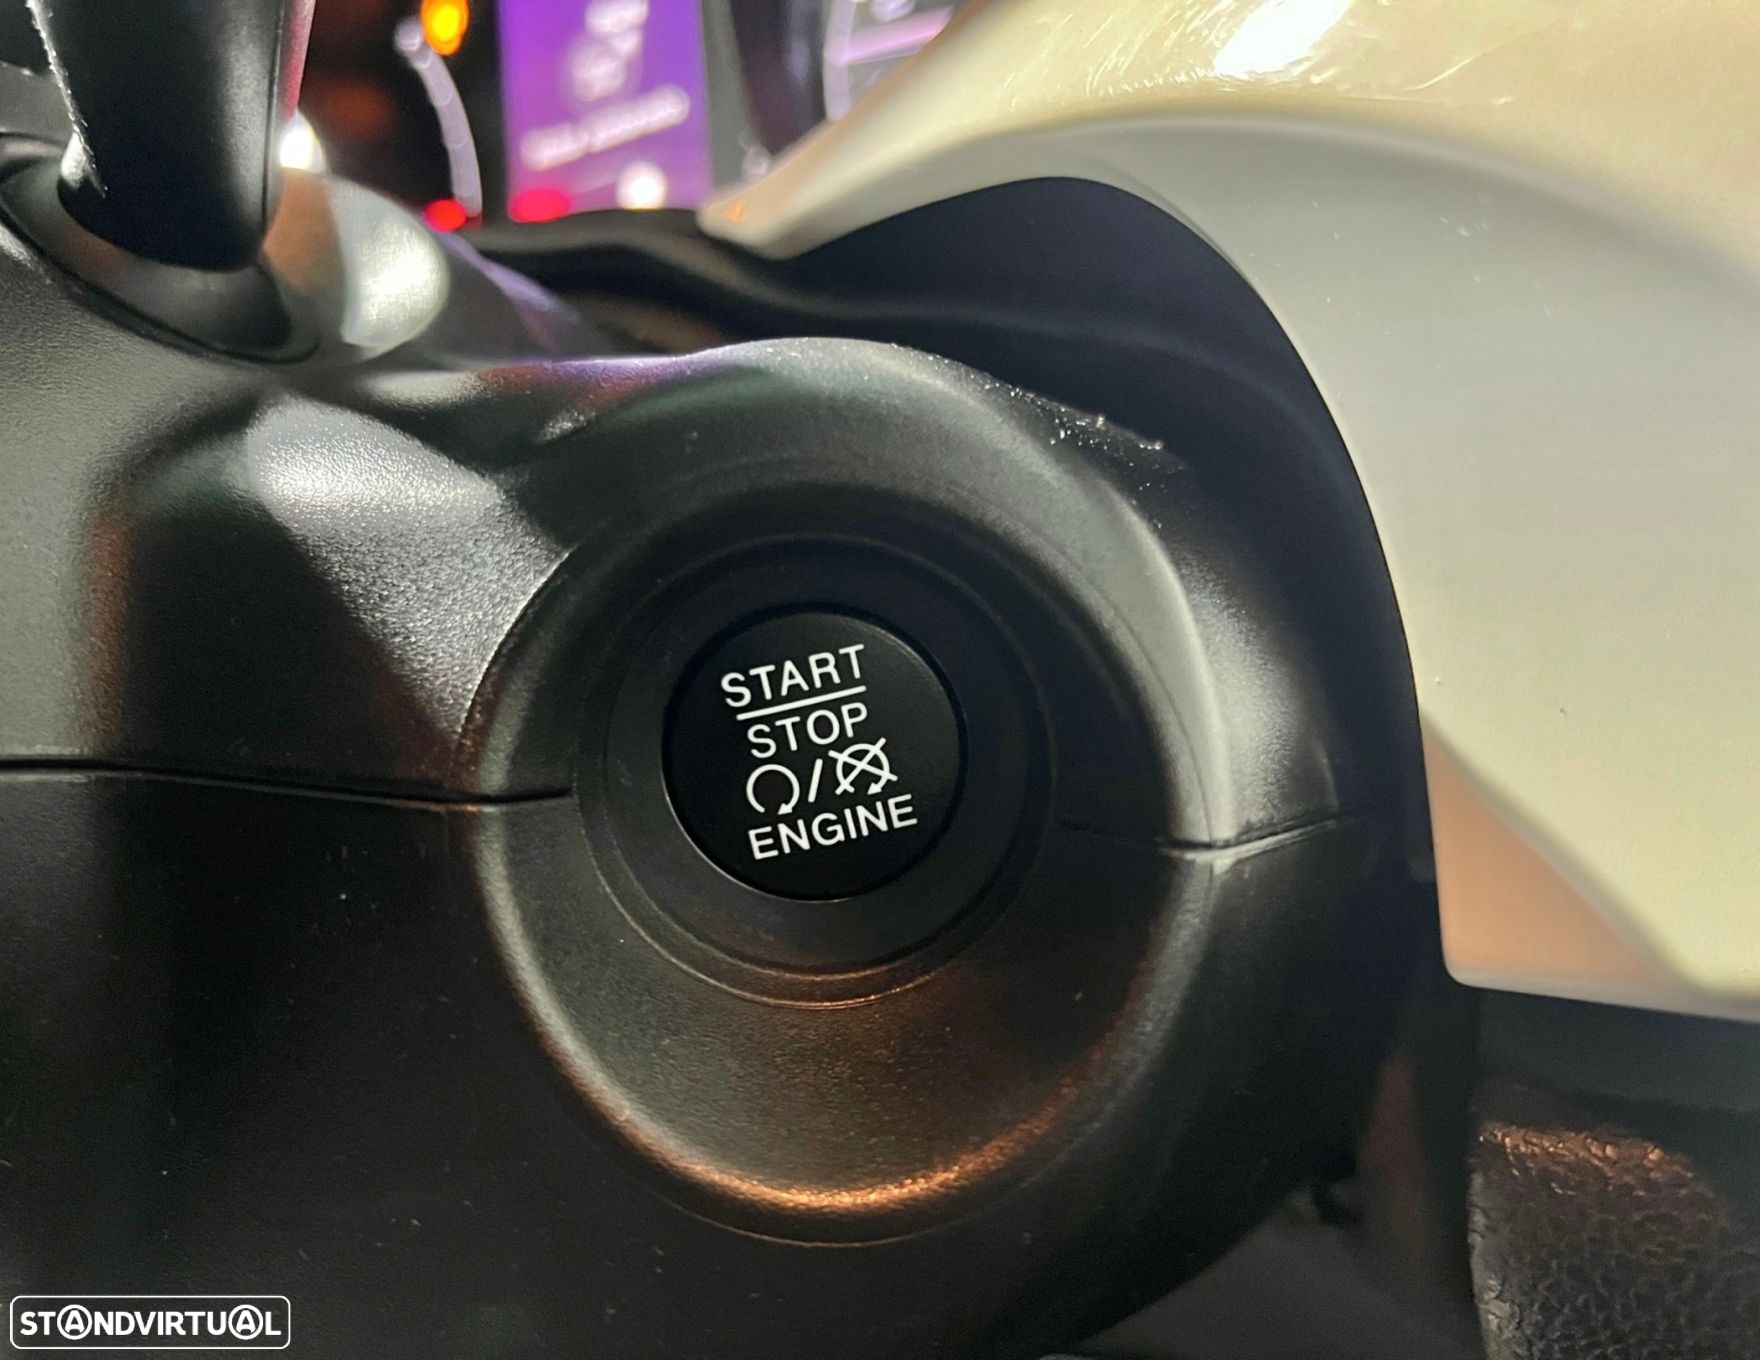 START
STOP
/
ENGINE
STANDVIRTUAL